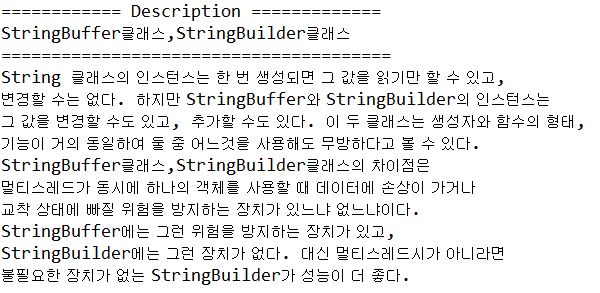 ============ Description =============
StringBuffer클래스,StringBuilder클래스
=======================================
String 클래스의 인스턴스는 한 번 생성되면 그 값을 읽기만 할 수 있고,
변경할 수는 없다. 하지만 StringBuffer와 StringBuilder의 인스턴스는
그 값을 변경할 수도 있고, 추가할 수도 있다. 이 두 클래스는 생성자와 함수의 형태,
기능이 거의 동일하여 둘 중 어느것을 사용해도 무방하다고 볼 수 있다.
StringBuffer클래스,StringBuilder클래스의 차이점은
멀티스레드가 동시에 하나의 객체를 사용할 때 데이터에 손상이 가거나
교착 상태에 빠질 위험을 방지하는 장치가 있느냐 없느냐이다.
StringBuffer에는 그런 위험을 방지하는 장치가 있고,
StringBuilder에는 그런 장치가 없다. 대신 멀티스레드시가 아니라면
불필요한 장치가 없는 StringBuilder가 성능이 더 좋다.